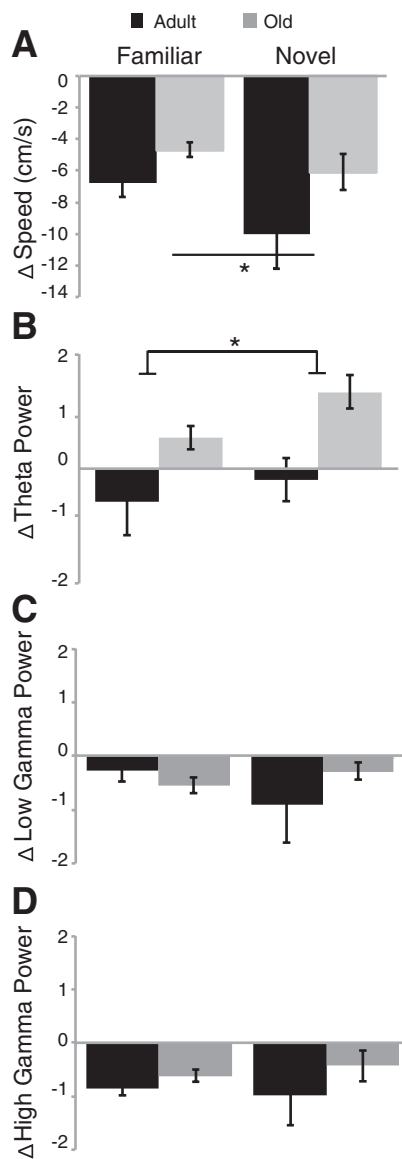 Adult Old
A
Familiar Novel
0
-2
-4
-6
-8
-10
-12
-14
Δ Speed (cm/s)
*
B
2
1
0
-1
-2
Δ Theta Power
*
C
2
1
0
-1
-2
Δ Low Gamma Power
D
2
1
0
-1
-2
Δ High Gamma Power